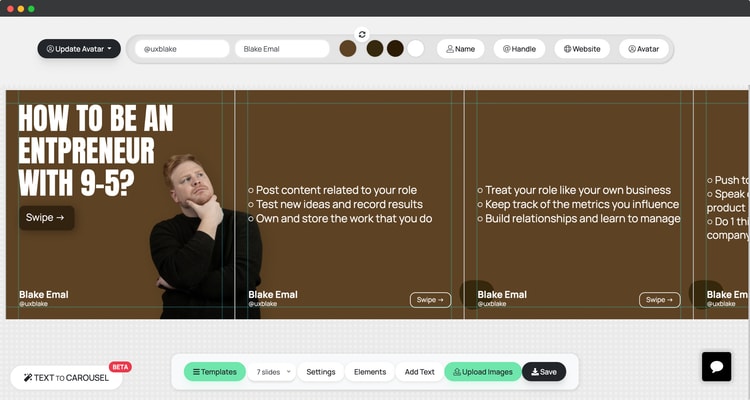 Update Avatar
@uxblake
Blake Emal
Name
@Handle
Website
Avatar
HOW TO BE AN
ENTPRENEUR
WITH 9-5?
Swipe →
Blake Emal
@uxblake
○ Post content related to your role
○ Test new ideas and record results
○ Own and store the work that you do
Blake Emal
@uxblake
Swipe →
○ Treat your role like your own business
○ Keep track of the metrics you influence
○ Build relationships and learn to manage
Blake Emal
@uxblake
Swipe →
○ Push to
○ Speak
product
○ Do 1 thi
company
Blake Em
@uxblake
TEXT TO CAROUSEL
BETA
Templates
7 slides
Settings
Elements
Add Text
Upload Images
Save